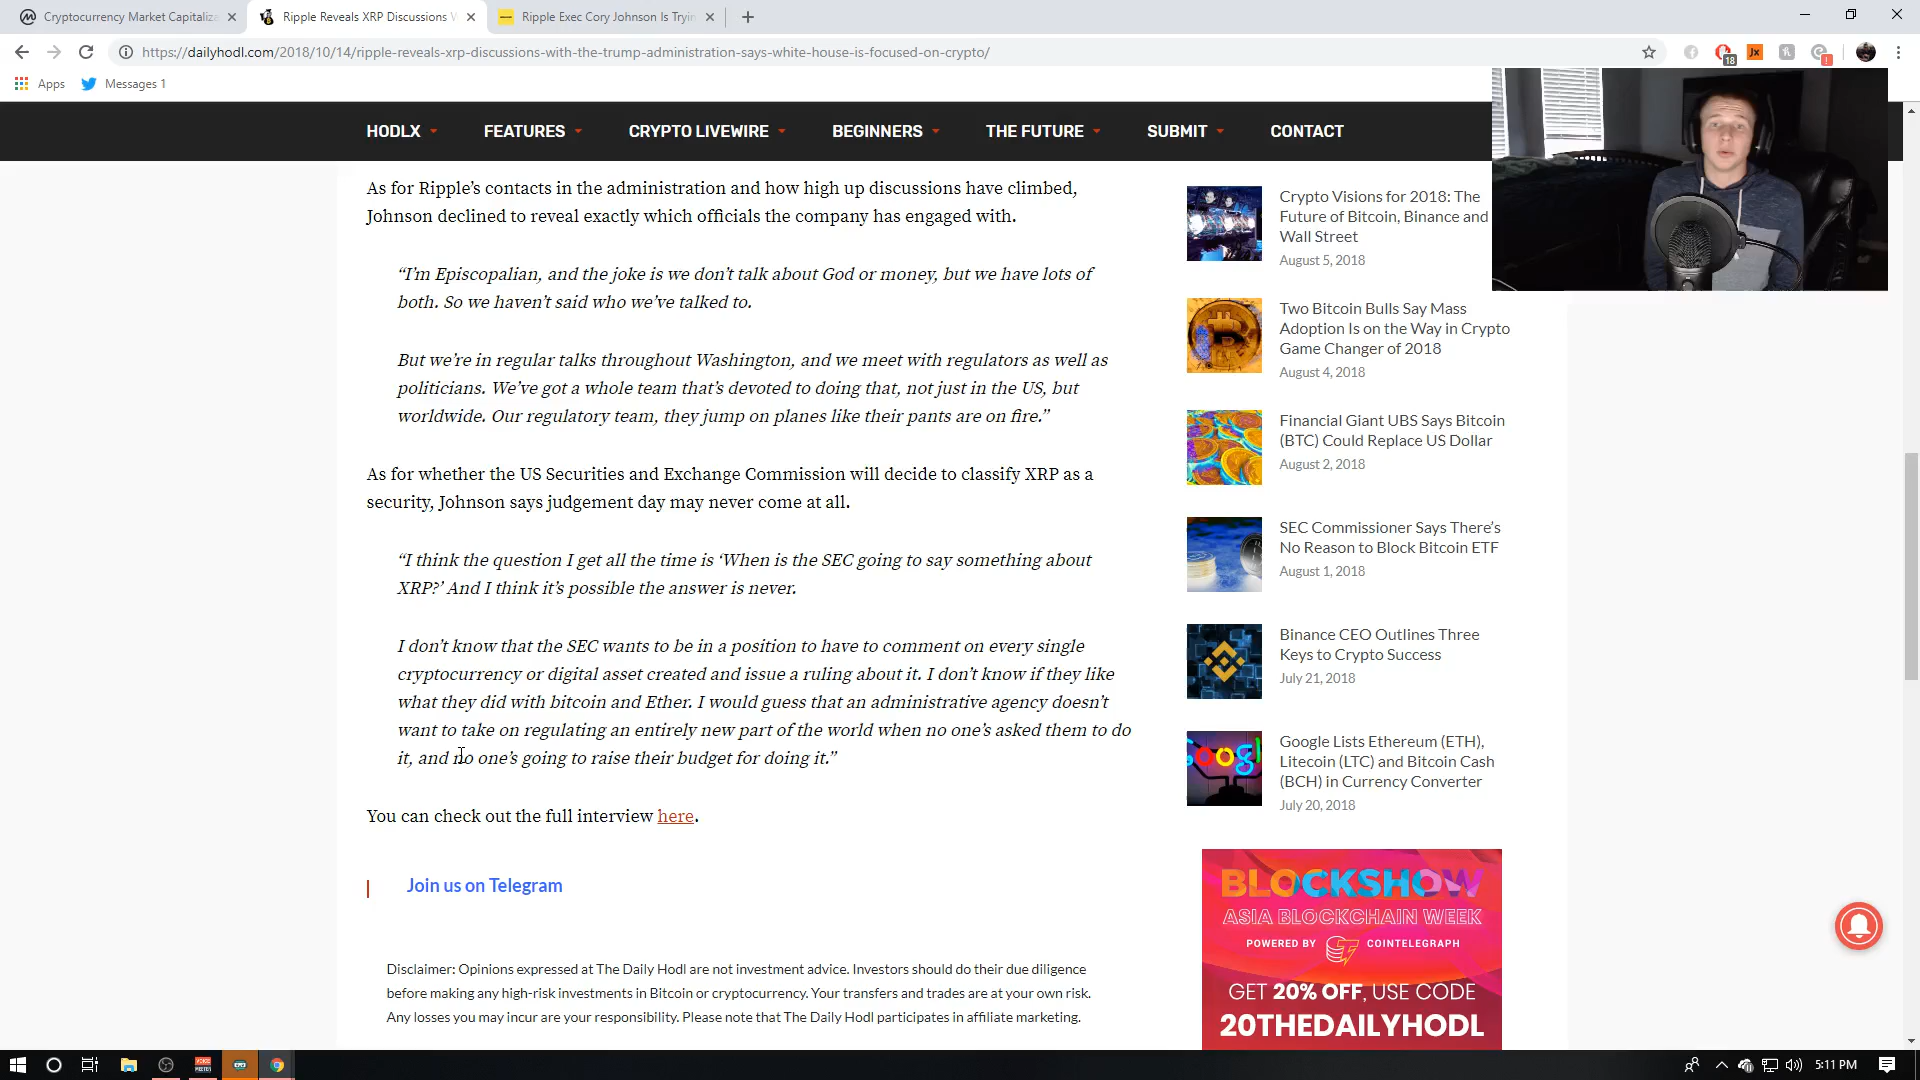 Cryptocurrency Market Capitaliza
Ripple Reveals XRP Discussions W
Ripple Exec Cory Johnson Is Tryin
https://dailyhodl.com/2018/10/14/ripple-reveals-xrp-discussions-with-the-trump-administration-says-white-house-is-focused-on-crypto/
18
Jx
Apps
Messages 1
HODLX
FEATURES
CRYPTO LIVEWIRE
BEGINNERS
THE FUTURE
SUBMIT
CONTACT
As for Ripple’s contacts in the administration and how high up discussions have climbed,
Johnson declined to reveal exactly which officials the company has engaged with.
“I’m Episcopalian, and the joke is we don’t talk about God or money, but we have lots of
both. So we haven’t said who we’ve talked to.
But we’re in regular talks throughout Washington, and we meet with regulators as well as
politicians. We’ve got a whole team that’s devoted to doing that, not just in the US, but
worldwide. Our regulatory team, they jump on planes like their pants are on fire.”
As for whether the US Securities and Exchange Commission will decide to classify XRP as a
security, Johnson says judgement day may never come at all.
“I think the question I get all the time is ‘When is the SEC going to say something about
XRP?’ And I think it’s possible the answer is never.
I don’t know that the SEC wants to be in a position to have to comment on every single
cryptocurrency or digital asset created and issue a ruling about it. I don’t know if they like
what they did with bitcoin and Ether. I would guess that an administrative agency doesn’t
want to take on regulating an entirely new part of the world when no one’s asked them to do
it, and no one’s going to raise their budget for doing it.”
You can check out the full interview here.
Join us on Telegram
Disclaimer: Opinions expressed at The Daily Hodl are not investment advice. Investors should do their due diligence
before making any high-risk investments in Bitcoin or cryptocurrency. Your transfers and trades are at your own risk.
Any losses you may incur are your responsibility. Please note that The Daily Hodl participates in affiliate marketing.
Crypto Visions for 2018: The
Future of Bitcoin, Binance and
Wall Street
August 5, 2018
Two Bitcoin Bulls Say Mass
Adoption Is on the Way in Crypto
Game Changer of 2018
August 4, 2018
Financial Giant UBS Says Bitcoin
(BTC) Could Replace US Dollar
August 2, 2018
SEC Commissioner Says There’s
No Reason to Block Bitcoin ETF
August 1, 2018
Binance CEO Outlines Three
Keys to Crypto Success
July 21, 2018
Google Lists Ethereum (ETH),
Litecoin (LTC) and Bitcoin Cash
(BCH) in Currency Converter
July 20, 2018
BLOCKSHOW
ASIA BLOCKCHAIN WEEK
POWERED BY COINTELEGRAPH
GET 20% OFF, USE CODE
20THEDAILYHODL
5:11 PM